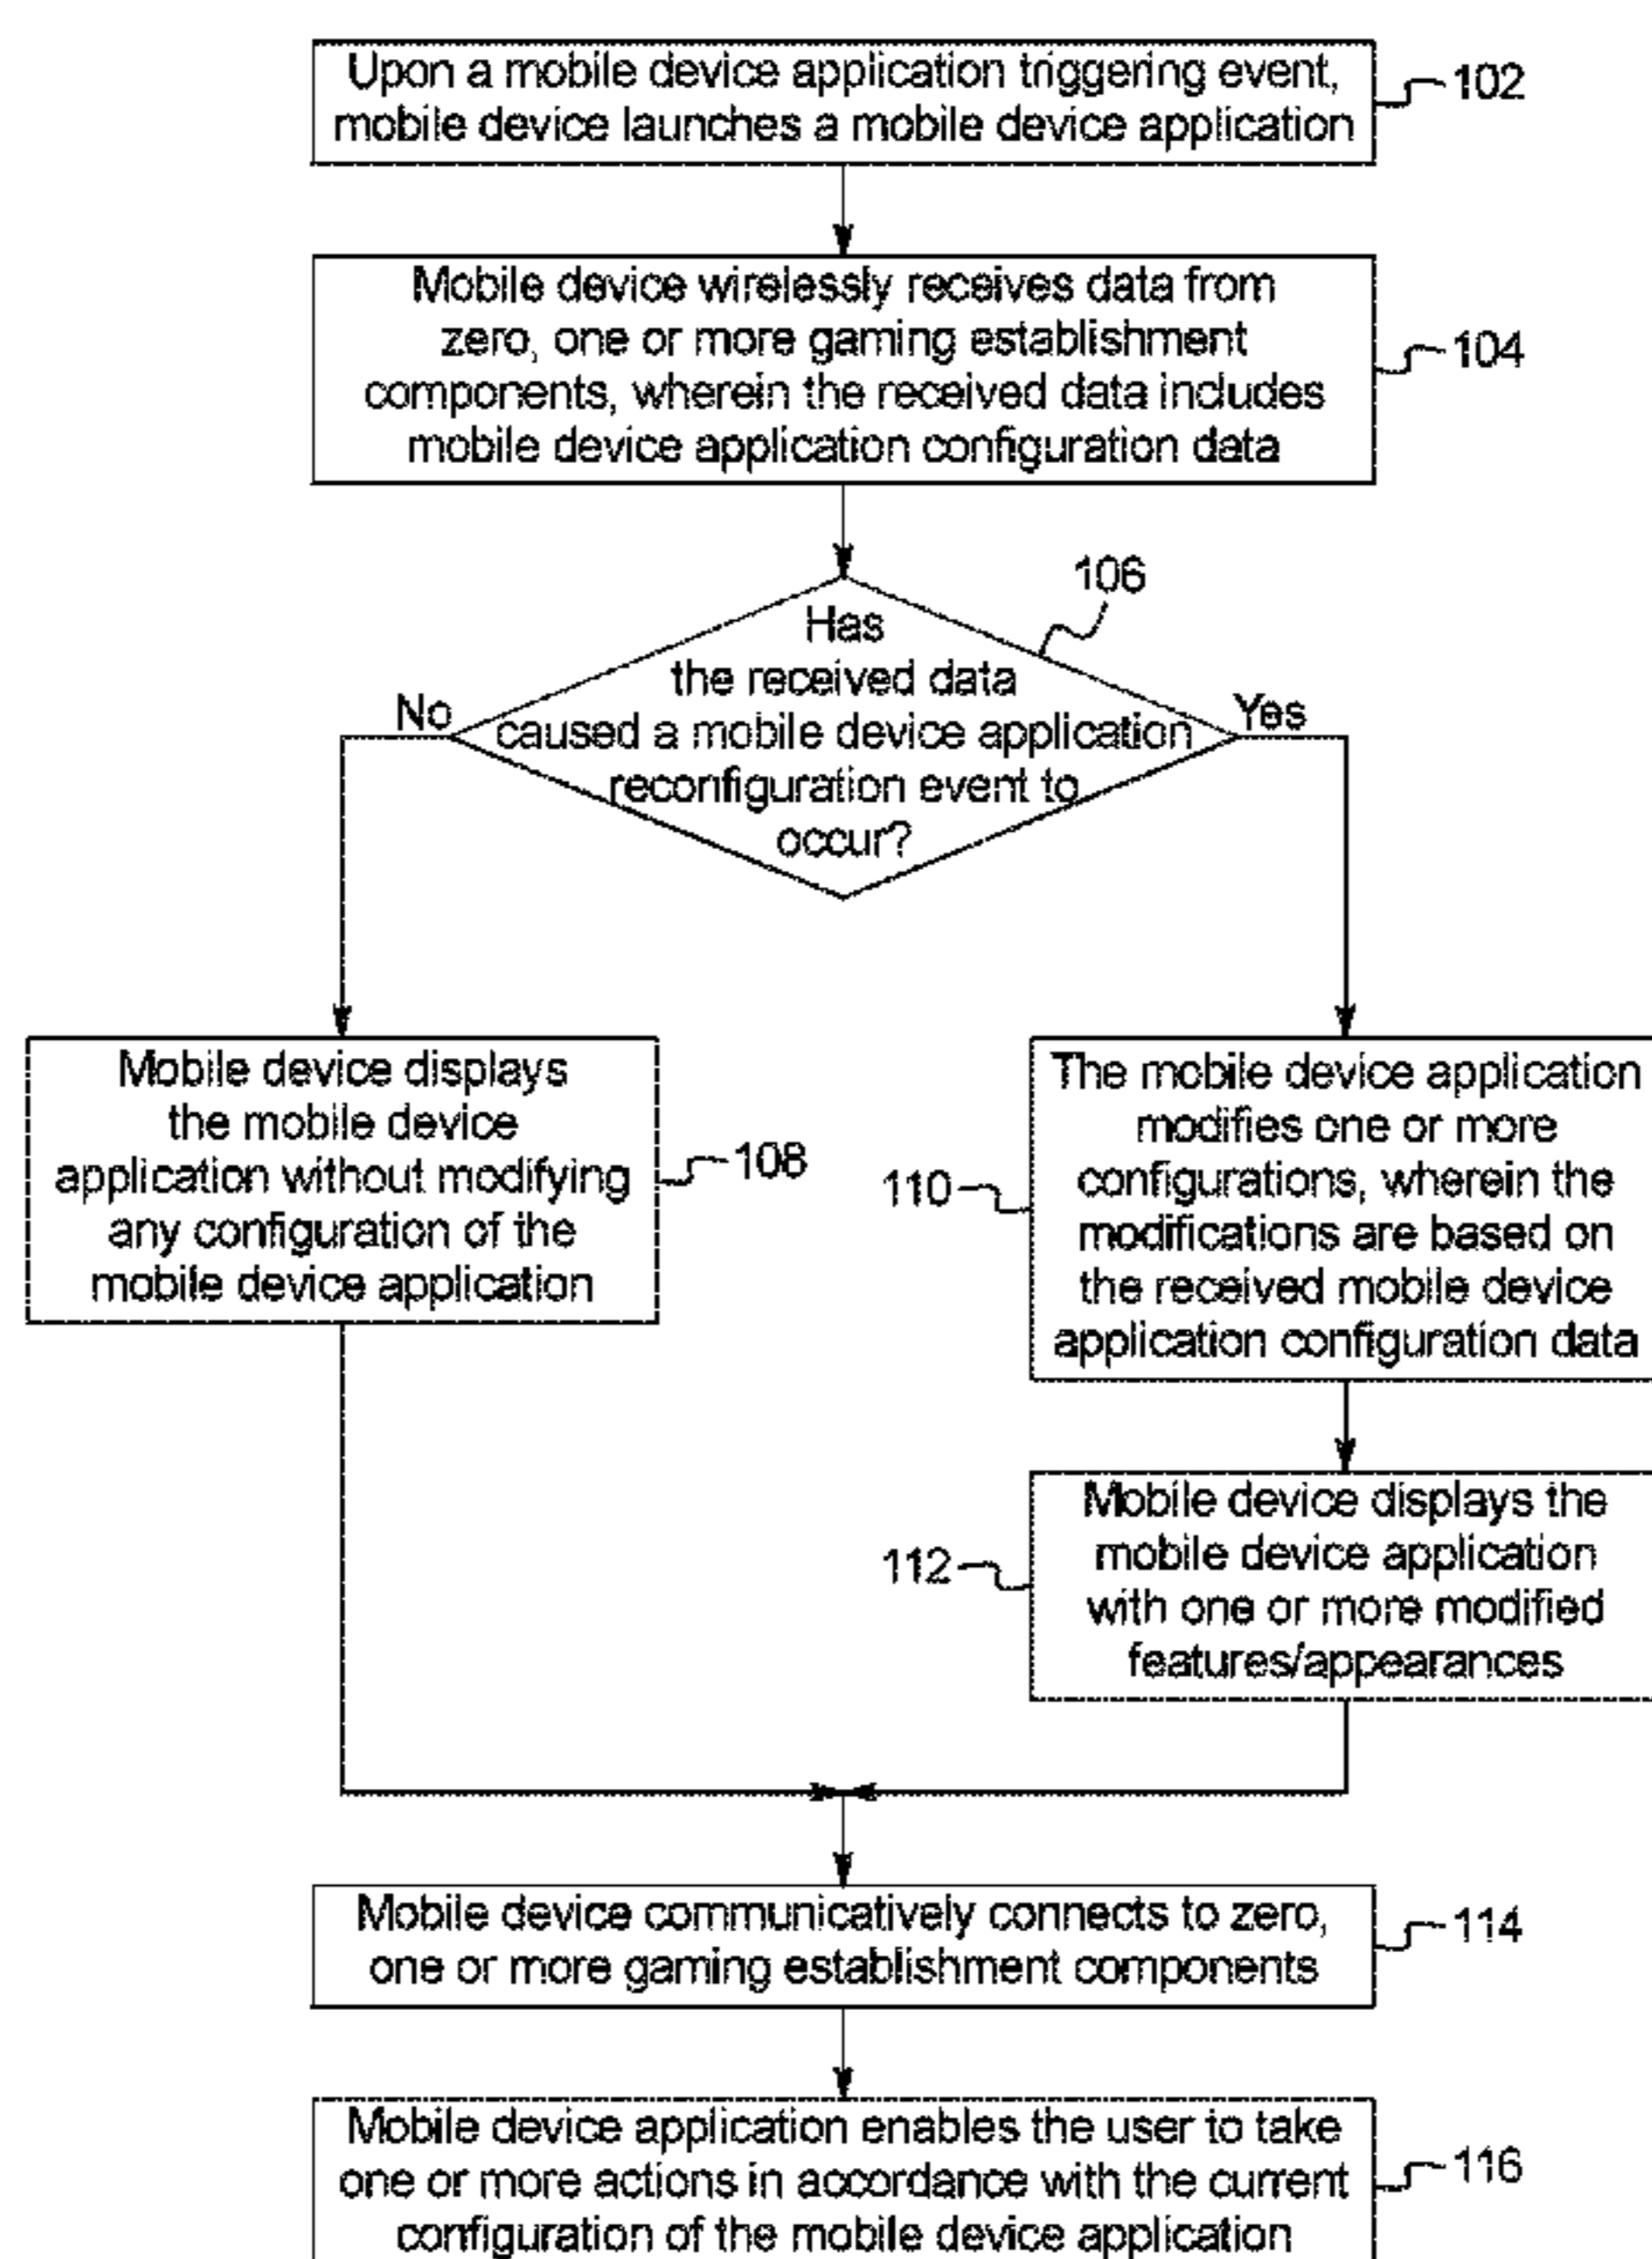 Upon a mobile device application triggering event,
mobile device launches a mobile device application
102
Mobile device wirelessly receives data from
zero, one or more gaming establishment
components, wherein the received data includes
mobile device application configuration data
104
106
Has
the received data
caused a mobile device application
reconfiguration event to
occur?
No
Yes
Mobile device displays
the mobile device
application without modifying
any configuration of the
mobile device application
108
The mobile device application
modifies one or more
configurations, wherein the
modifications are based on
the received mobile device
application configuration data
110
Mobile device displays the
mobile device application
with one or more modified
features/appearances
112
Mobile device communicatively connects to zero,
one or more gaming establishment components
114
Mobile device application enables the user to take
one or more actions in accordance with the current
configuration of the mobile device application
116